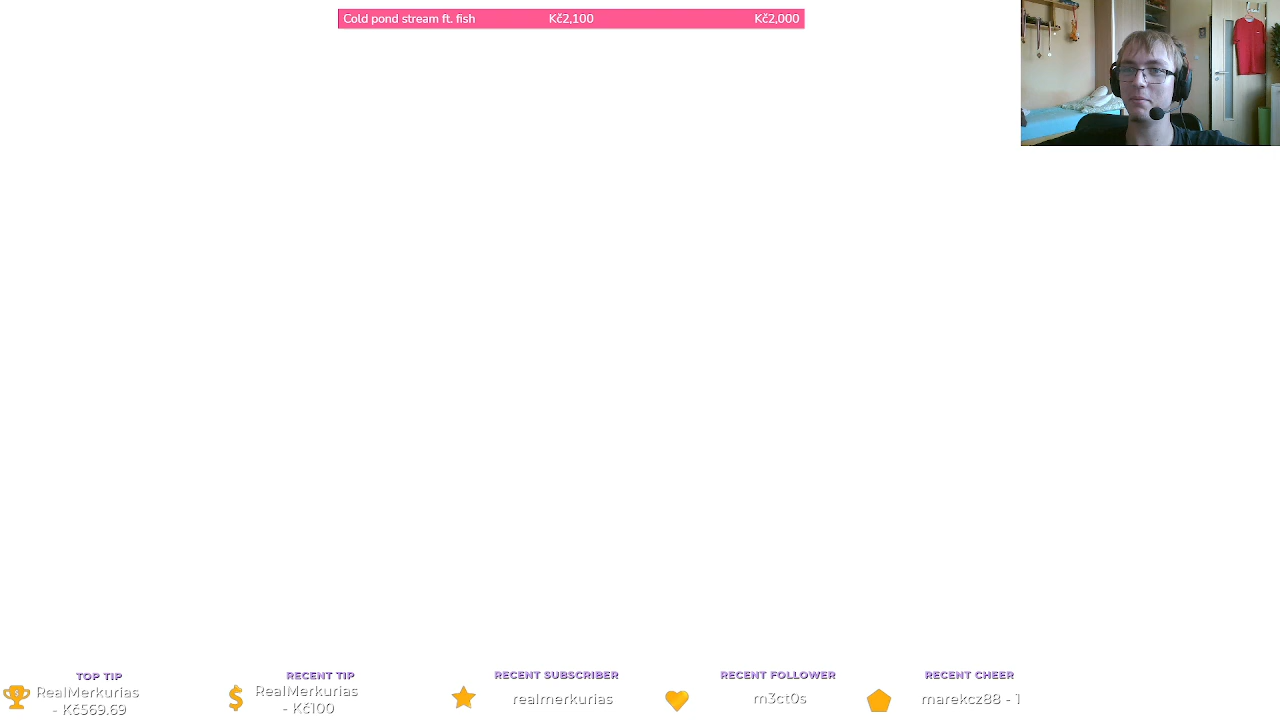 Cold pond stream ft. fish Kč2,100 Kč2,000
TOP TIP
RealMerkurias
- Kč569.69
RECENT TIP
RealMerkurias
- Kč100
RECENT SUBSCRIBER
realmerkurias
RECENT FOLLOWER
m3ct0s
RECENT CHEER
marekcz88 - 1